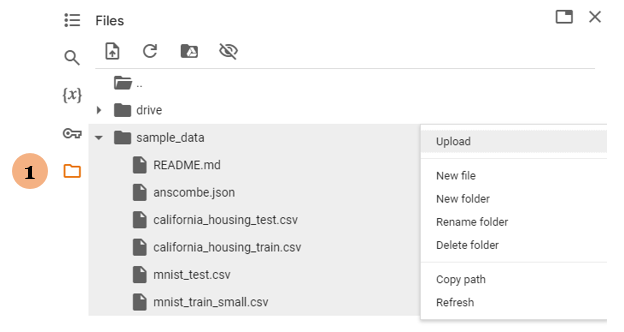 Files
..
{x}
drive
sample_data
1
README.md
anscombe.json
california_housing_test.csv
california_housing_train.csv
mnist_test.csv
mnist_train_small.csv
Upload
New file
New folder
Rename folder
Delete folder
Copy path
Refresh